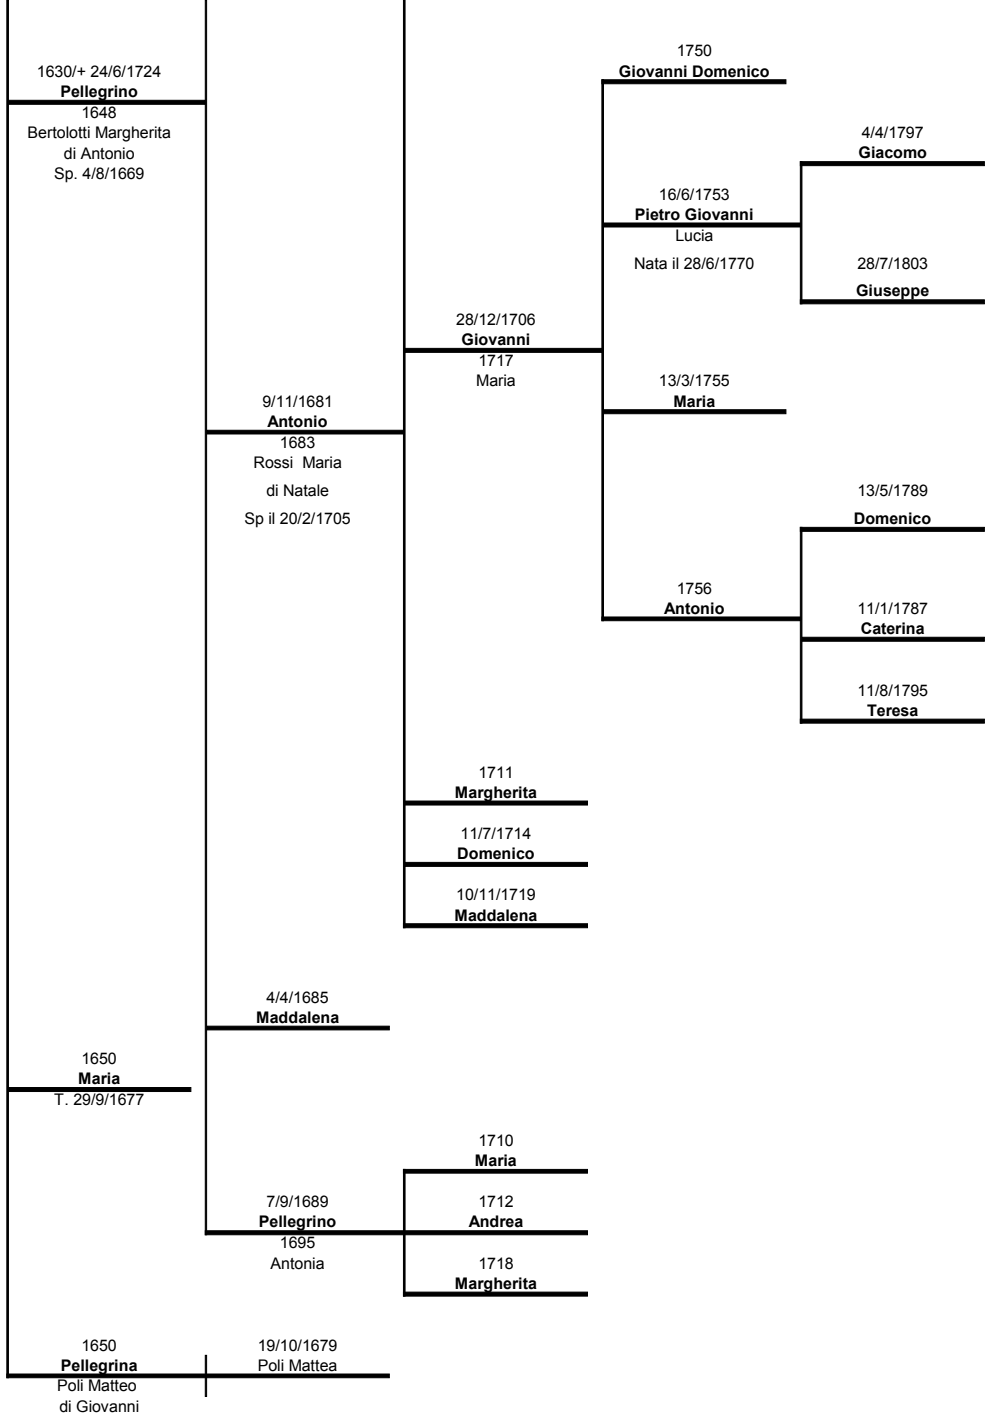 1630/+ 24/6/1724
Pellegrino
1648
Bertolotti Margherita
di Antonio
Sp. 4/8/1669
1650
Maria
T. 29/9/1677
1650
Pellegrina
Poli Matteo
di Giovanni
9/11/1681
Antonio
1683
Rossi  Maria
di Natale
Sp il 20/2/1705
4/4/1685
Maddalena
7/9/1689
Pellegrino
1695
Antonia
19/10/1679
Poli Mattea
28/12/1706
Giovanni
1717
Maria
1711
Margherita
11/7/1714
Domenico
10/11/1719
Maddalena
1710
Maria
1712
Andrea
1718
Margherita
1750
Giovanni Domenico
16/6/1753
Pietro Giovanni
Lucia
Nata il 28/6/1770
13/3/1755
Maria
1756
Antonio
4/4/1797
Giacomo
28/7/1803
Giuseppe
13/5/1789
Domenico
11/1/1787
Caterina
11/8/1795
Teresa